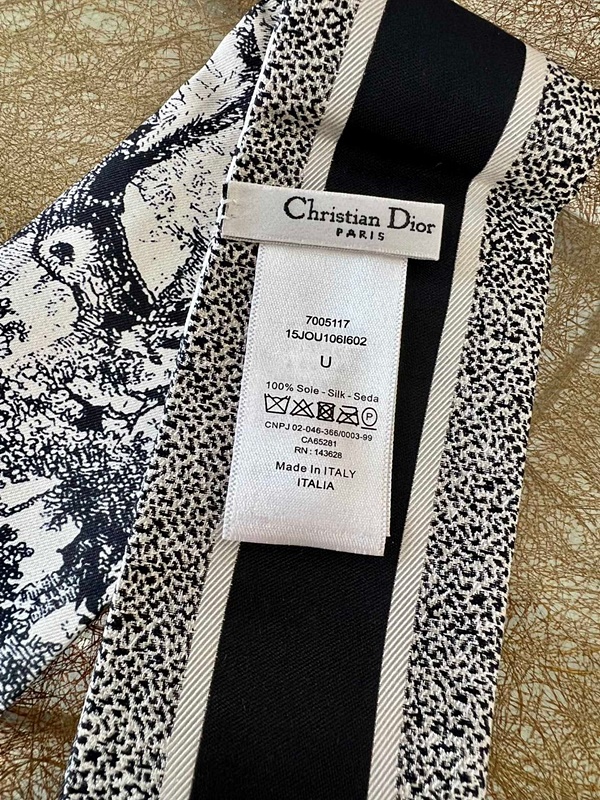 Christian Dior
PARIS
7005117
15JOU106I602
U
100% Soie - Silk - Seda
P
CNPJ 02-046-366/0003-99
CA65281
RN : 143628
Made In ITALY
ITALIA